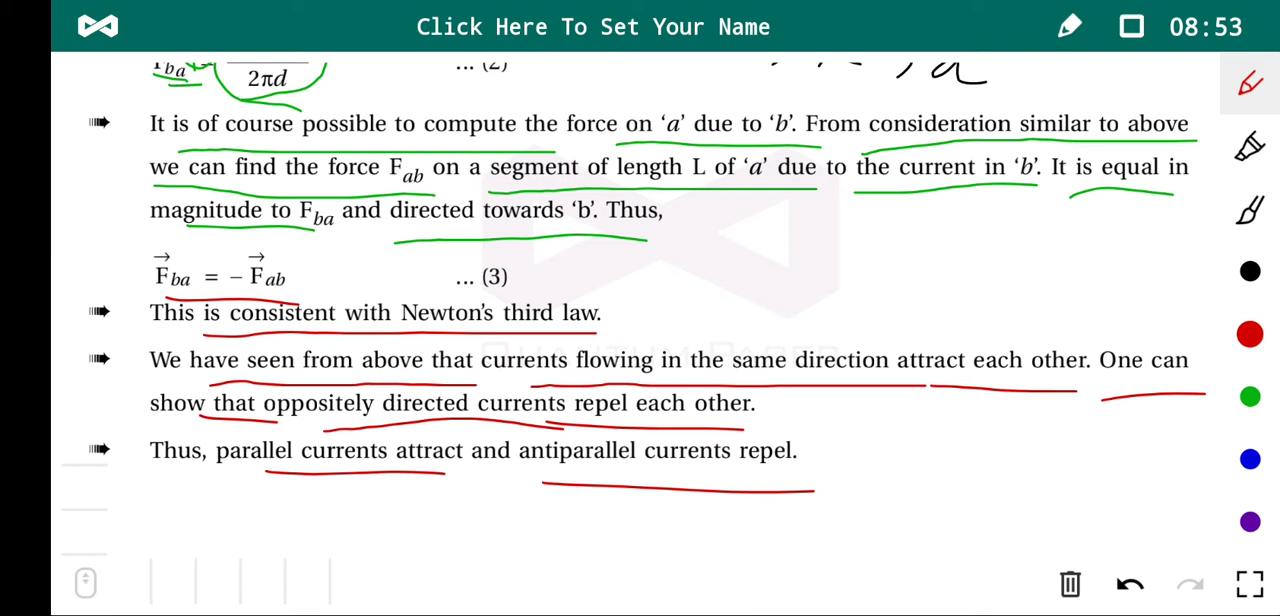 Click Here To Set Your Name
08:53
2πd ... (2)
It is of course possible to compute the force on ‘a’ due to ‘b’. From consideration similar to above
we can find the force Fab on a segment of length L of ‘a’ due to the current in ‘b’. It is equal in
magnitude to Fba and directed towards ‘b’. Thus,
F⃗ba = – F⃗ab ... (3)
This is consistent with Newton’s third law.
We have seen from above that currents flowing in the same direction attract each other. One can
show that oppositely directed currents repel each other.
Thus, parallel currents attract and antiparallel currents repel.